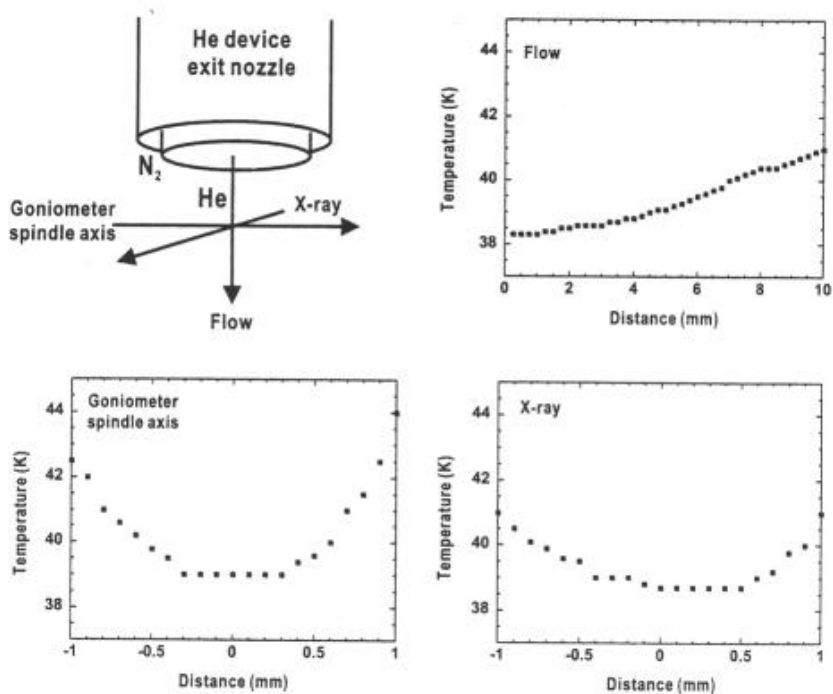 He device
exit nozzle
N2
He
X-ray
Goniometer
spindle axis
Flow
Flow
Temperature (K)
44
42
40
38
0
2
4
6
8
10
Distance (mm)
Goniometer
spindle axis
Temperature (K)
44
42
40
38
-1
-0.5
0
0.5
1
Distance (mm)
X-ray
Temperature (K)
44
42
40
38
-1
-0.5
0
0.5
1
Distance (mm)